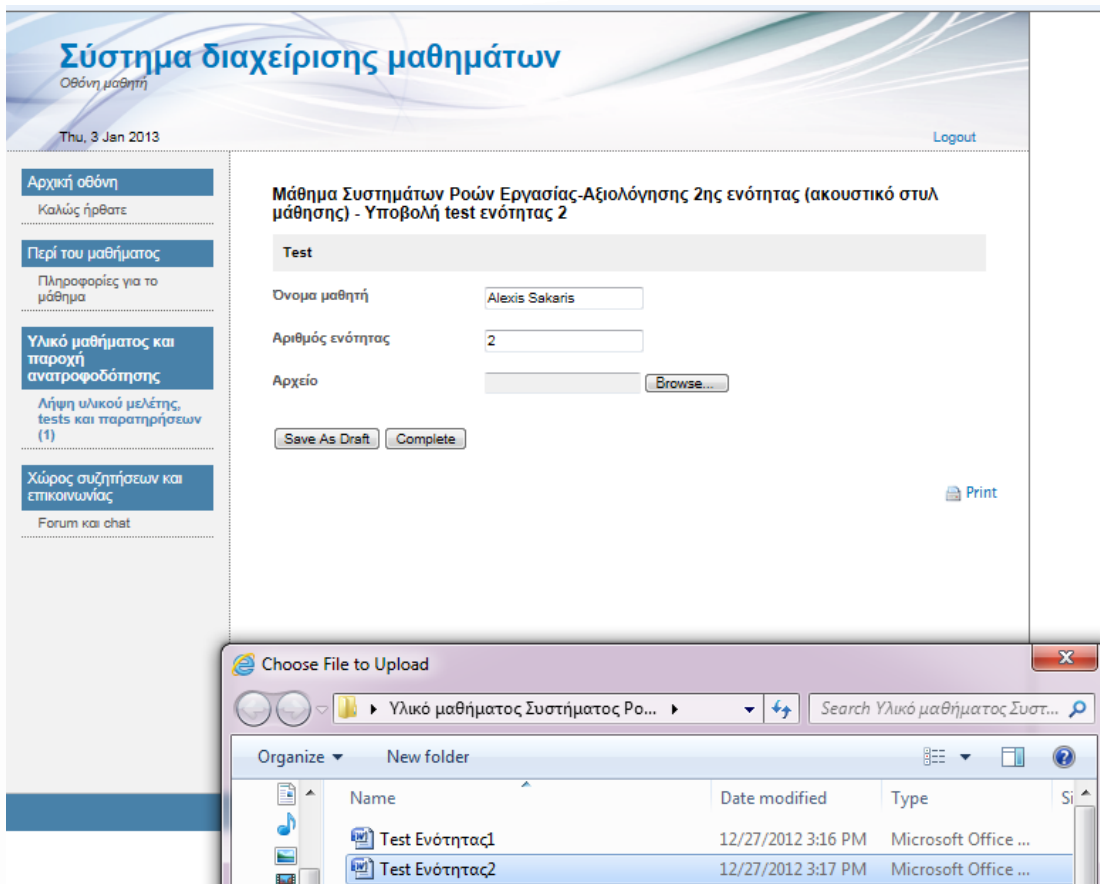 Σύστημα διαχείρισης μαθημάτων
Οθόνη μαθητή
Thu, 3 Jan 2013
Logout
Αρχική οθόνη
Καλώς ήρθατε
Περί του μαθήματος
Πληροφορίες για το
μάθημα
Υλικό μαθήματος και
παροχή
ανατροφοδότησης
Λήψη υλικού μελέτης,
tests και παρατηρήσεων
(1)
Χώρος συζητήσεων και
επικοινωνίας
Forum και chat
Μάθημα Συστημάτων Ροών Εργασίας-Αξιολόγησης 2ης ενότητας (ακουστικό στυλ
μάθησης) - Υποβολή test ενότητας 2
Test
Όνομα μαθητή Alexis Sakaris
Αριθμός ενότητας 2
Αρχείο Browse...
Save As Draft Complete
Print
Choose File to Upload
Υλικό μαθήματος Συστήματος Ρο... Search Υλικό μαθήματος Συστ...
Organize New folder
Name Date modified Type Si
Test Ενότητας1 12/27/2012 3:16 PM Microsoft Office ...
Test Ενότητας2 12/27/2012 3:17 PM Microsoft Office ...